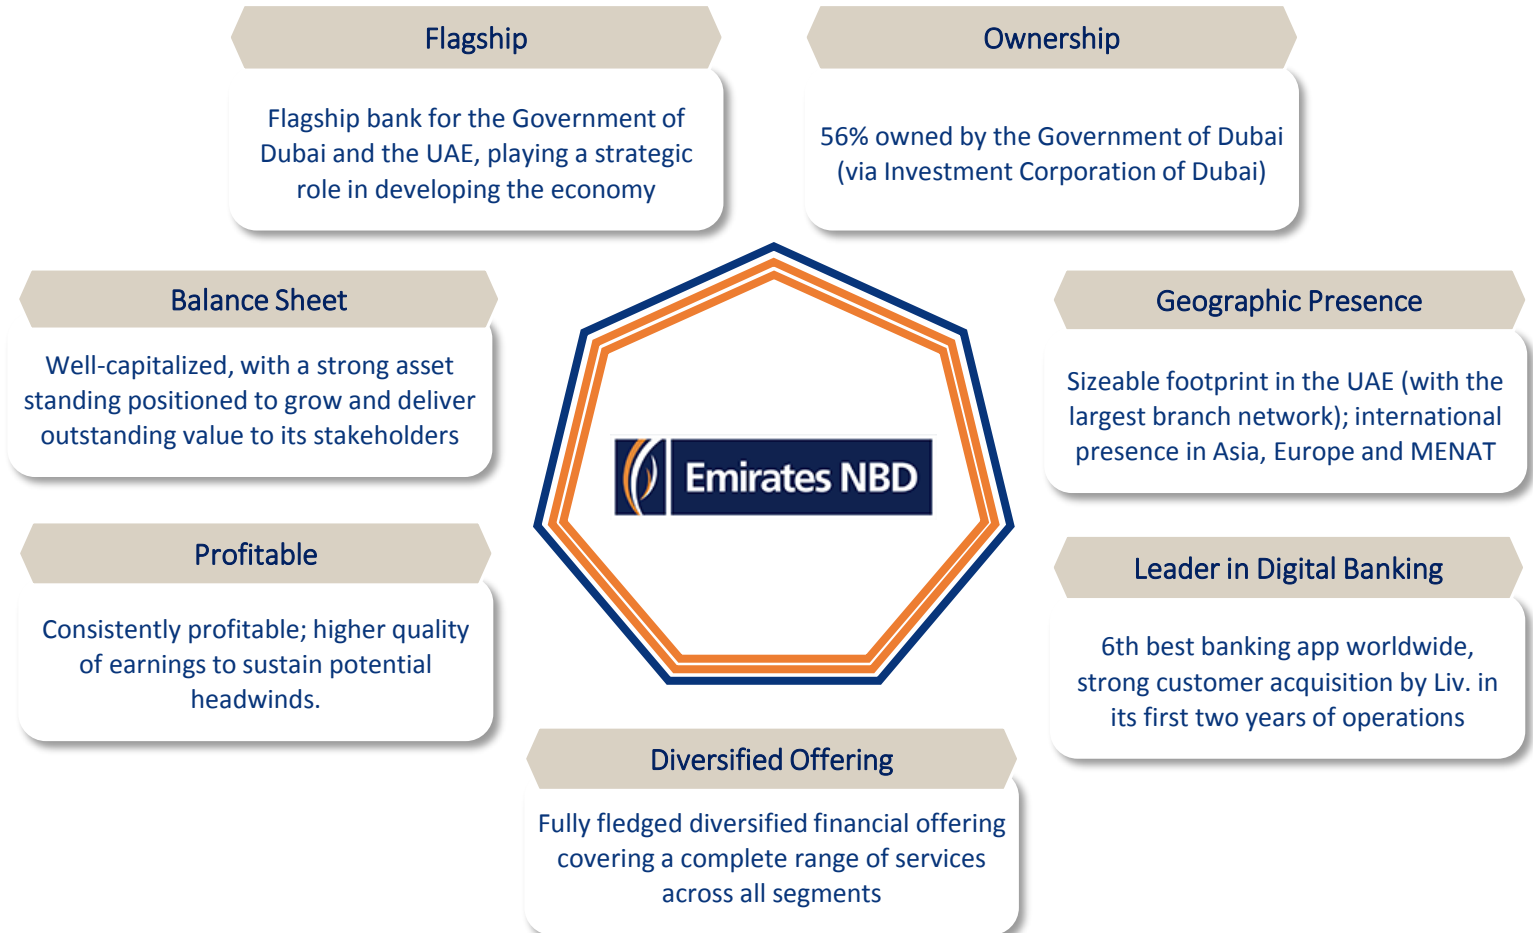 Flagship
Flagship bank for the Government of
Dubai and the UAE, playing a strategic
role in developing the economy
Ownership
56% owned by the Government of Dubai
(via Investment Corporation of Dubai)
Balance Sheet
Well-capitalized, with a strong asset
standing positioned to grow and deliver
outstanding value to its stakeholders
Geographic Presence
Sizeable footprint in the UAE (with the
largest branch network); international
presence in Asia, Europe and MENAT
Emirates NBD
Profitable
Consistently profitable; higher quality
of earnings to sustain potential
headwinds.
Leader in Digital Banking
6th best banking app worldwide,
strong customer acquisition by Liv. in
its first two years of operations
Diversified Offering
Fully fledged diversified financial offering
covering a complete range of services
across all segments